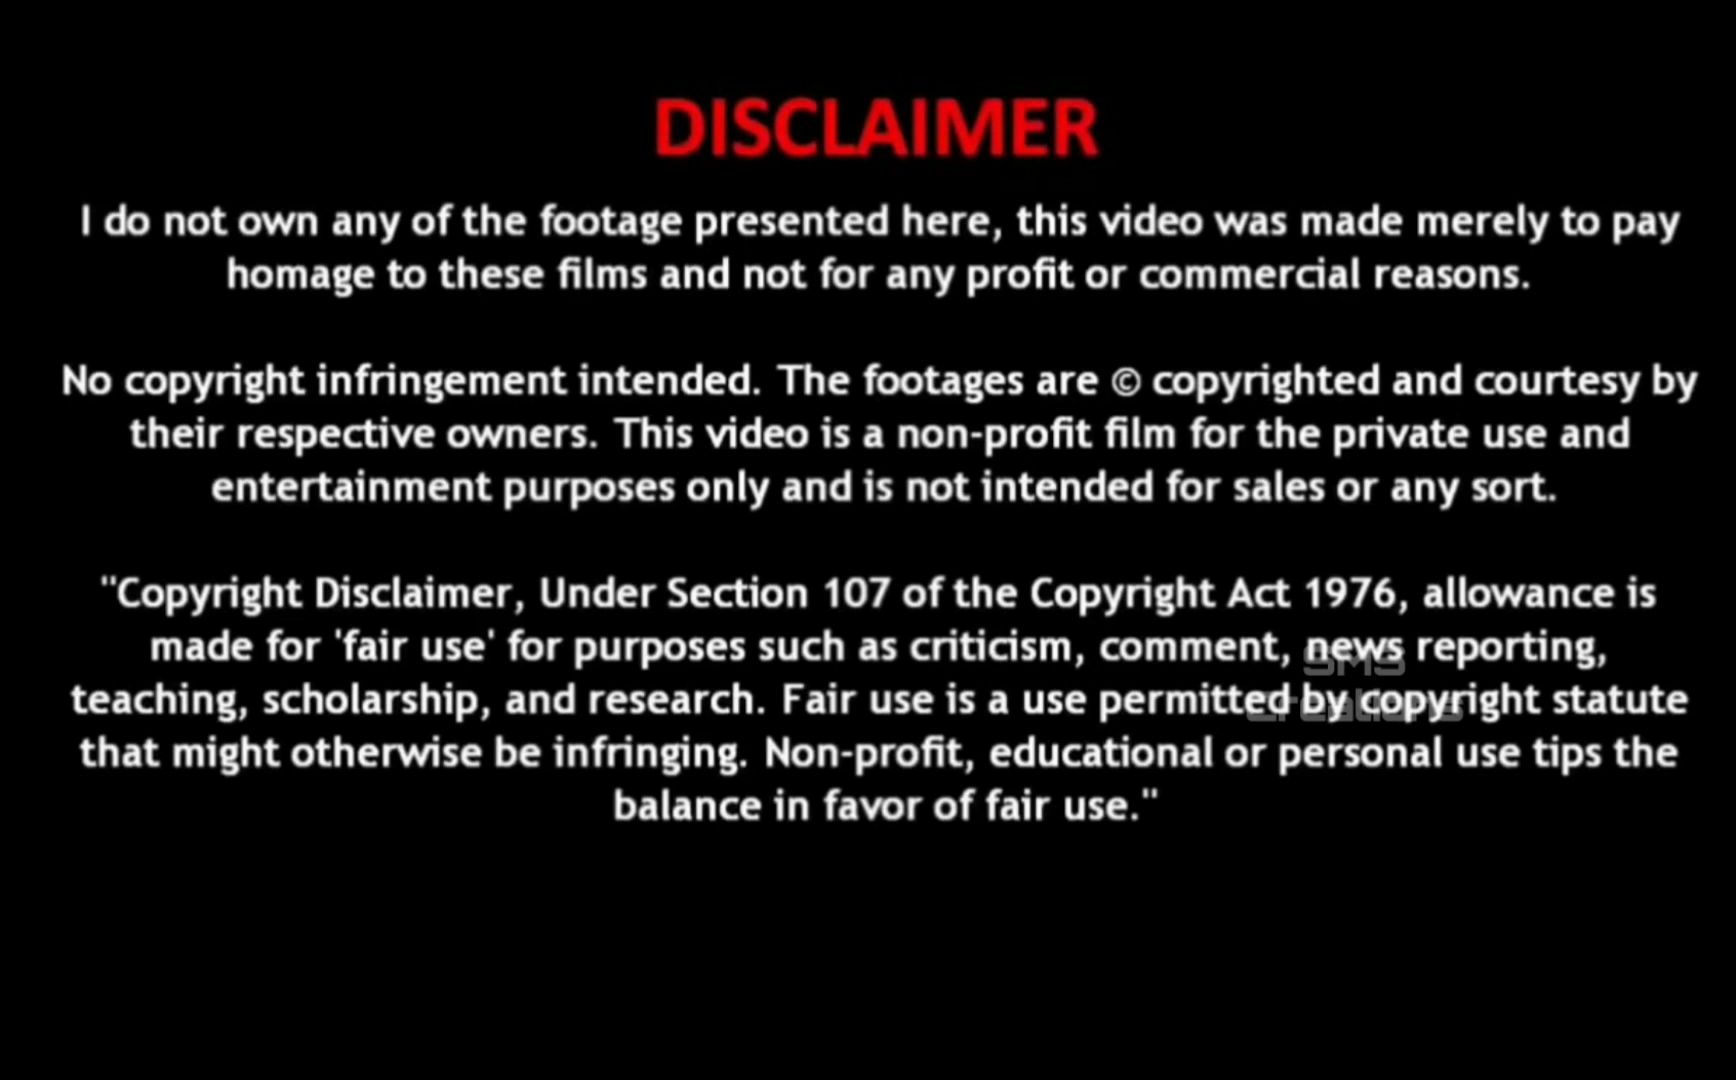 DISCLAIMER
I do not own any of the footage presented here, this video was made merely to pay
homage to these films and not for any profit or commercial reasons.
No copyright infringement intended. The footages are © copyrighted and courtesy by
their respective owners. This video is a non-profit film for the private use and
entertainment purposes only and is not intended for sales or any sort.
"Copyright Disclaimer, Under Section 107 of the Copyright Act 1976, allowance is
made for 'fair use' for purposes such as criticism, comment, news reporting,
teaching, scholarship, and research. Fair use is a use permitted by copyright statute
that might otherwise be infringing. Non-profit, educational or personal use tips the
balance in favor of fair use."
creations